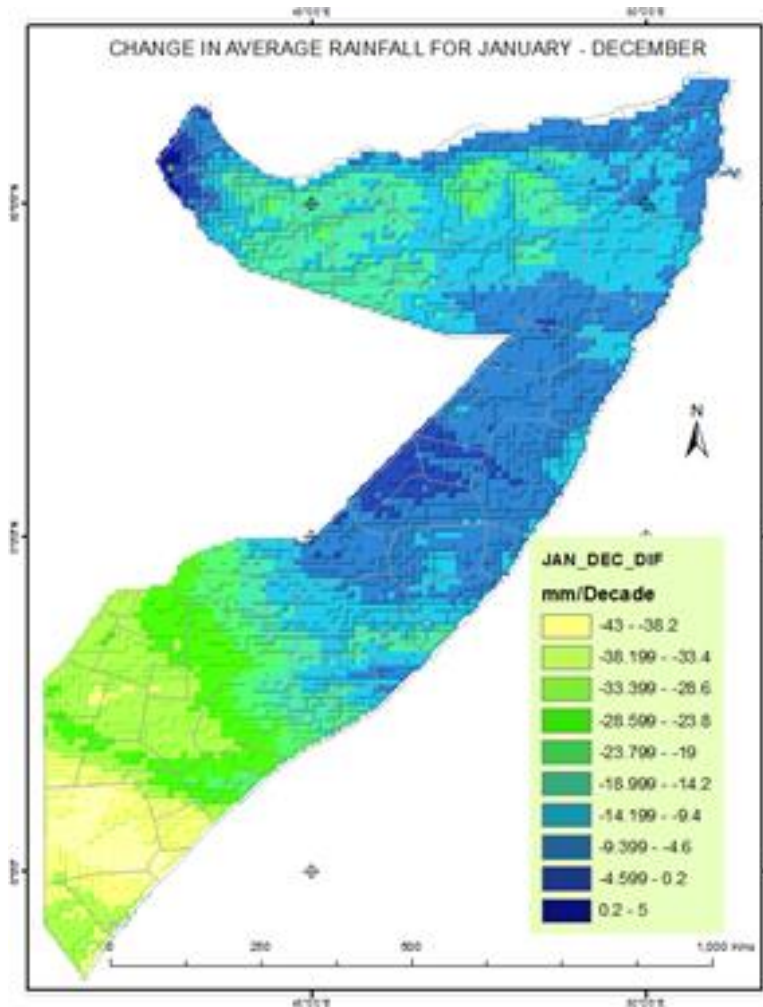 CHANGE IN AVERAGE RAINFALL FOR JANUARY - DECEMBER
N
JAN_DEC_DIF
mm/Decade
-43 - -38.2
-38.199 - -33.4
-33.399 - -28.6
-28.599 - -23.8
-23.799 - -19
-18.999 - -14.2
-14.199 - -9.4
-9.399 - -4.6
-4.599 - 0.2
0.2 - 5
0
250
500
1,000 Kms